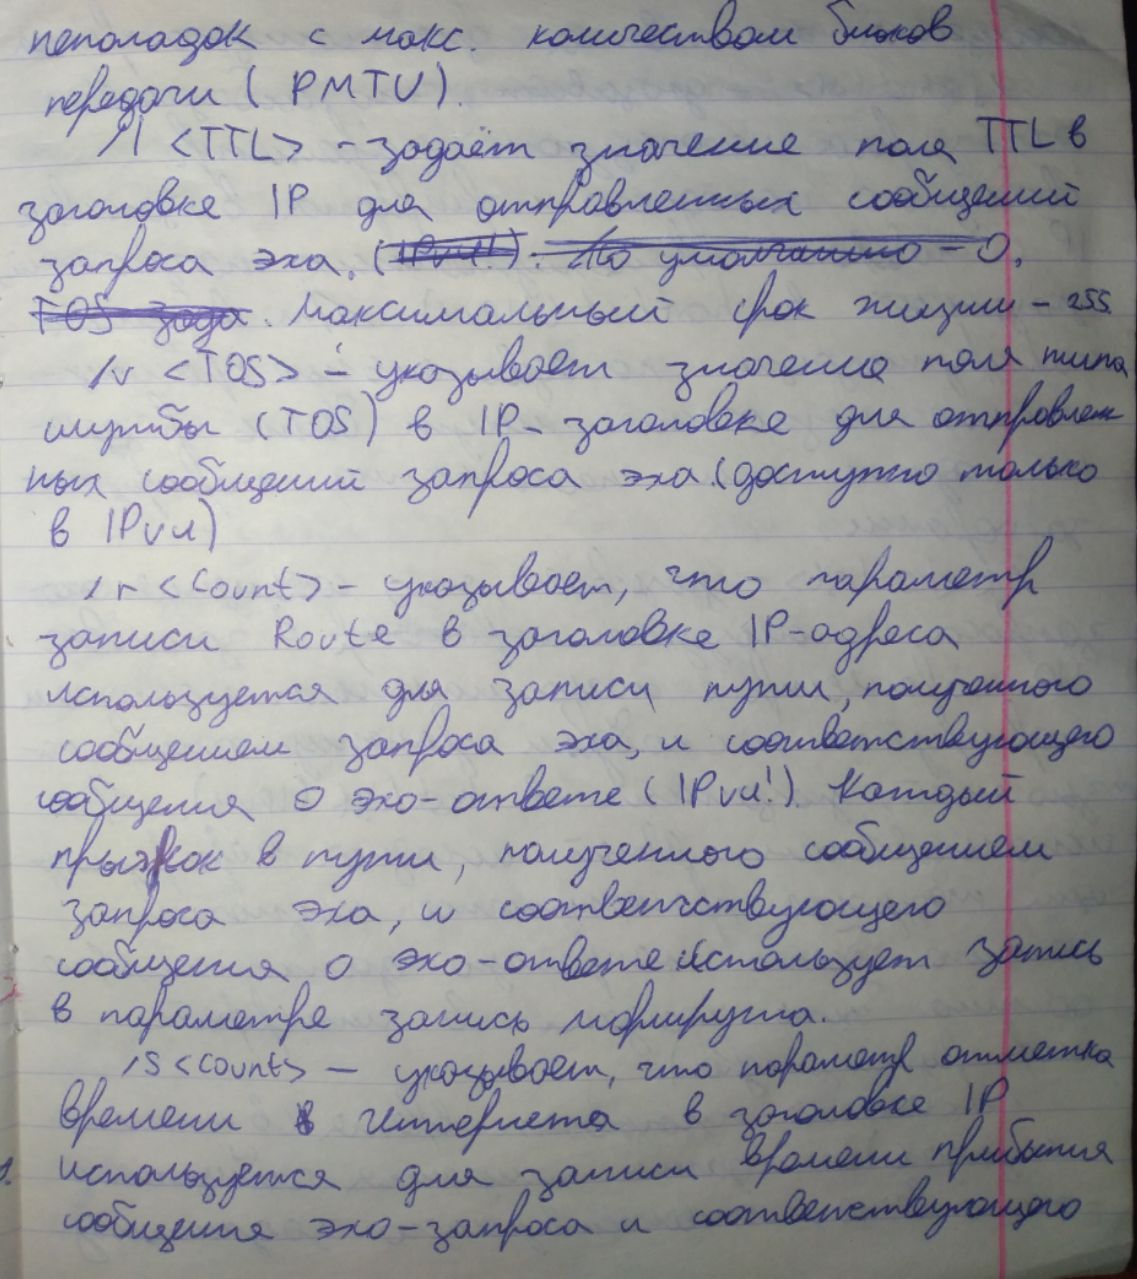 неполадок с макс. количеством блоков
передачи (PMTU).
/I <TTL> - задаёт значение поля TTL в
заголовке IP для отправленных сообщений
запроса эха. (IPv4!). По умолчанию - 0.
TOS зада. Максимальный срок жизни - 255.
/v <TOS> - указывает значение поля типа
службы (TOS) в IP-заголовке для отправлен
ных сообщений запроса эха. (доступно только
в IPv4)
/r <Count> - указывает, что параметр
записи Route в заголовке IP-адреса
используется для записи пути, полученного
сообщением запроса эха, и соответствующего
сообщения о эхо-ответе (IPv4!) Каждый
прыжок в пути, полученного сообщением
запроса эха, и соответствующего
сообщения о эхо-ответе использует запись
в параметре запись маршрута.
/S <count> - указывает, что параметр отметка
времени в Интернета в заголовке IP
используется для записи времени прибытия
сообщения эхо-запроса и соответствующего